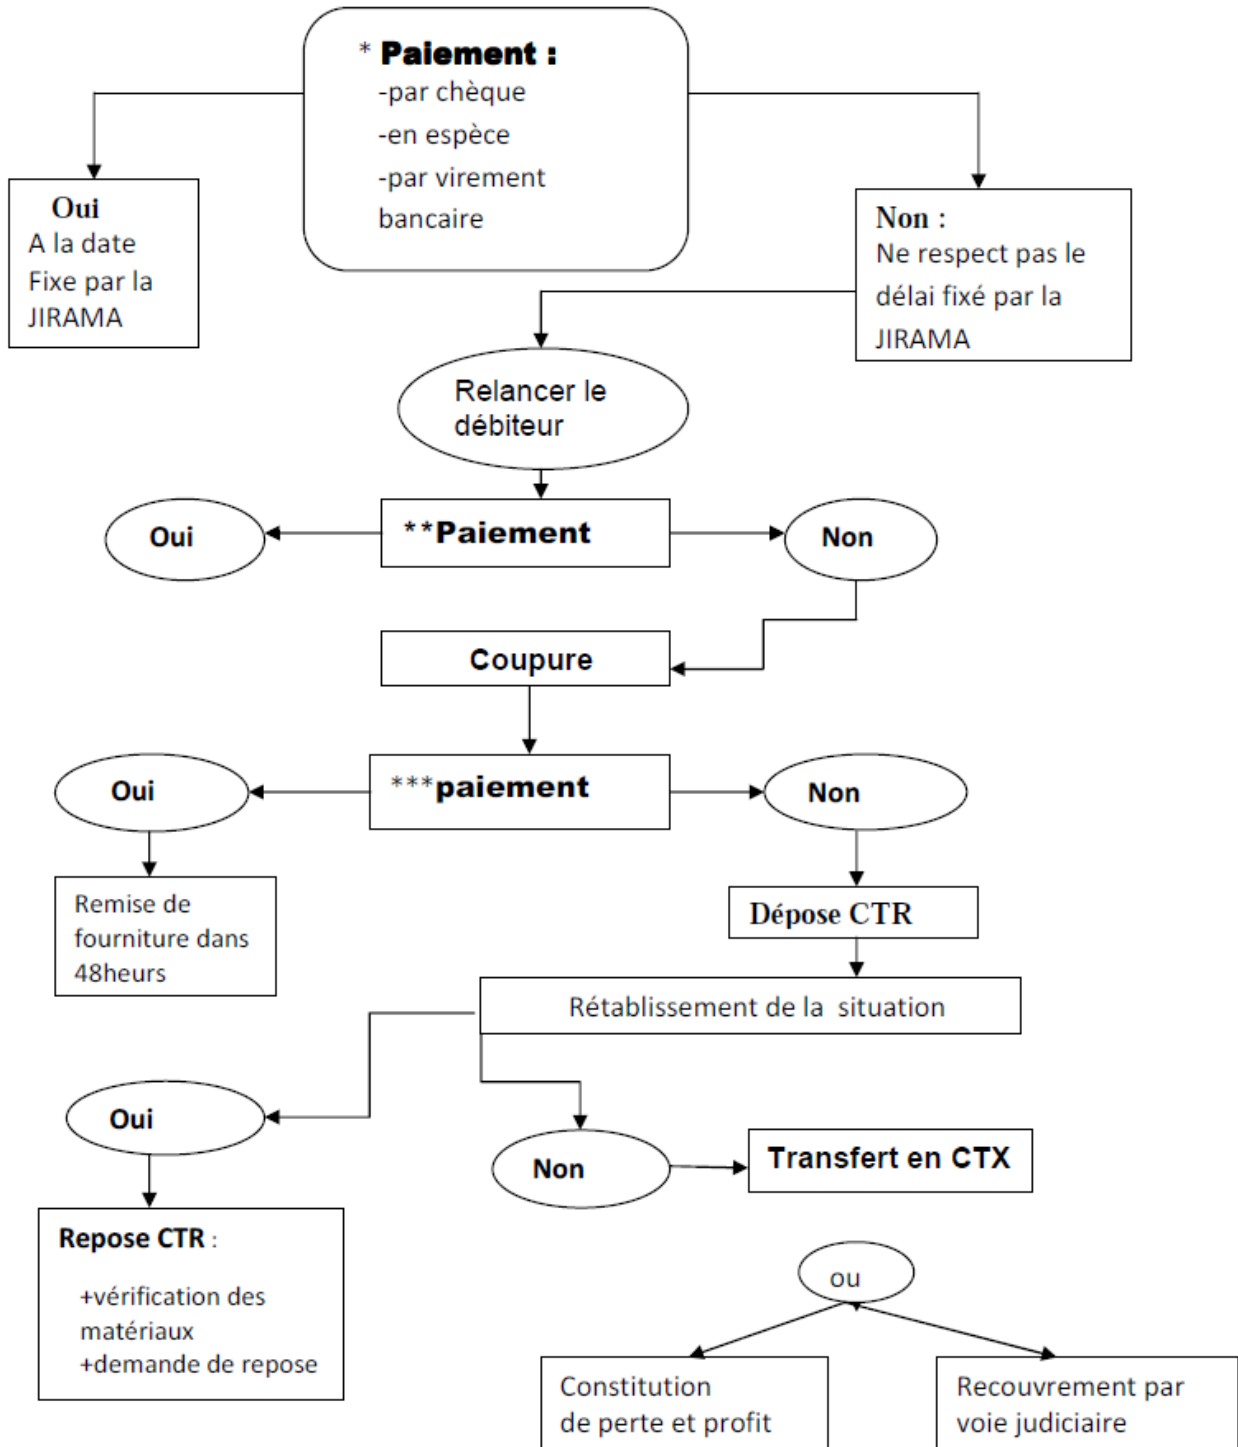 * Paiement :
-par chèque
-en espèce
-par virement
bancaire
Oui
A la date
Fixe par la
JIRAMA
Non :
Ne respect pas le
délai fixé par la
JIRAMA
Relancer le
débiteur
Oui
**Paiement
Non
Coupure
Oui
***paiement
Non
Remise de
fourniture dans
48heurs
Dépose CTR
Rétablissement de la situation
Oui
Non
Transfert en CTX
Repose CTR :
+vérification des
matériaux
+demande de repose
ou
Constitution
de perte et profit
Recouvrement par
voie judiciaire